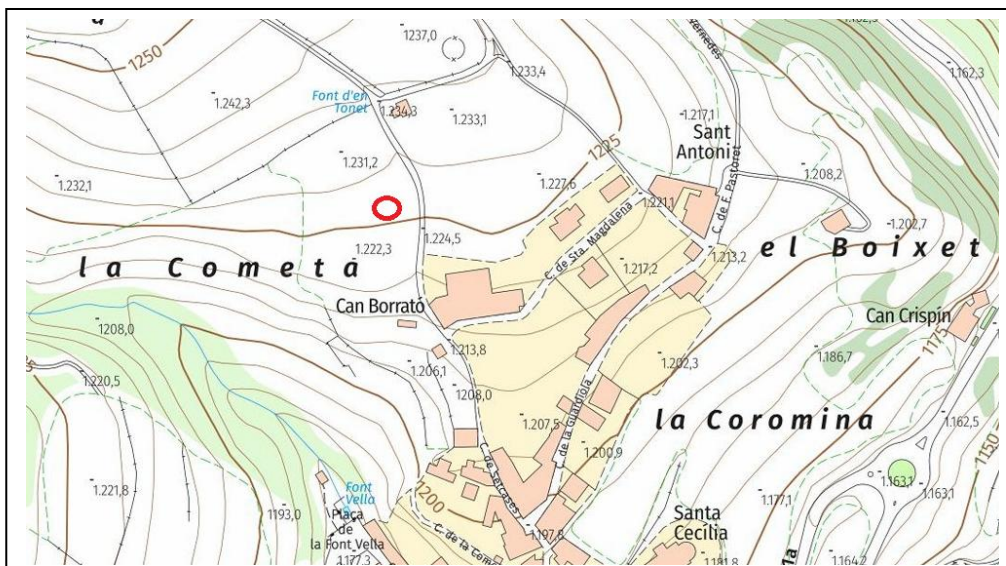 1237,0
1250
1.233,4
1.162,3
1.242,3
Font d'en
Tonet
1.234,3
1.233,1
1.217,1
Sant
Antoni
1225
1.231,2
1.232,1
1.227,6
1.208,2
C. de F. Pastoret
1.221,1
1.202,7
1.222,3
1.224,5
C. de Sta. Magdalena
1.213,2
el Boixet
la Cometa
1.217,2
Can Borrató
Can Crispín
1208,0
1.213,8
1175
1.206,1
1.202,3
1.186,7
1.220,5
1208,0
la Coromina
1.207,5
C. de la Guardiola
1.162,5
1.200,9
C. de Setcases
1150
1.221,8
Font
Vella
1200
1.163,1
1.163,1
1193,0
Plaça
de
la Font Vella
1.177,1
Santa
Cecília
1.197,8
1.177,3
1.181,8
1.164,2